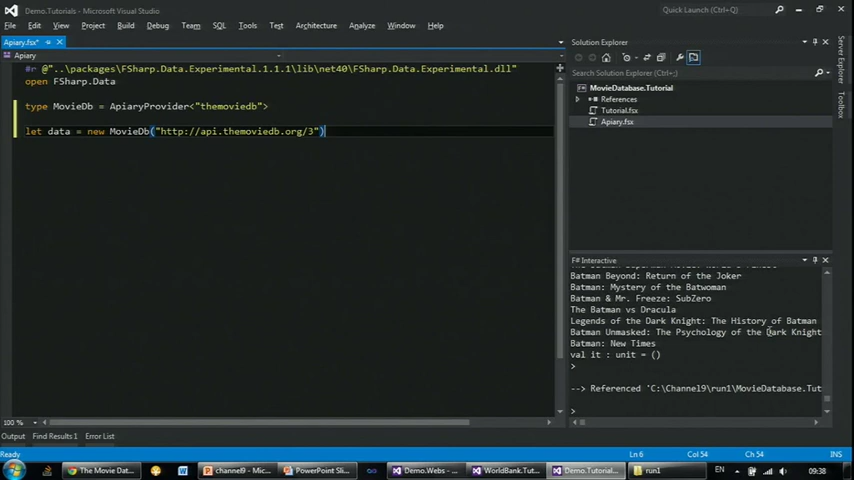 Demo.Tutorials - Microsoft Visual Studio
Quick Launch (Ctrl+Q)
File Edit View Project Build Debug Team SQL Tools Test Architecture Analyze Window Help
Apiary.fsx*
Apiary
#r @"..\packages\FSharp.Data.Experimental.1.1.1\lib\net40\FSharp.Data.Experimental.dll"
open FSharp.Data
type MovieDb = ApiaryProvider<"themoviedb">
let data = new MovieDb("http://api.themoviedb.org/3")
100 %
Solution Explorer
Search Solution Explorer (Ctrl+;)
MovieDatabase.Tutorial
References
Tutorial.fsx
Apiary.fsx
Server Explorer
Toolbox
F# Interactive
Batman Beyond: Return of the Joker
Batman: Mystery of the Batwoman
Batman & Mr. Freeze: SubZero
The Batman vs Dracula
Legends of the Dark Knight: The History of Batman
Batman Unmasked: The Psychology of the Dark Knight
Batman: New Times
val it : unit = ()
>
--> Referenced 'C:\Channel9\run1\MovieDatabase.Tut
>
Output Find Results 1 Error List
Ready
Ln 6 Col 54 Ch 54 INS
The Movie Dat...
channel9 - Mic...
PowerPoint Sli...
Demo.Webs - ...
WorldBank.Tut...
Demo.Tutorial...
run1
EN
09:38